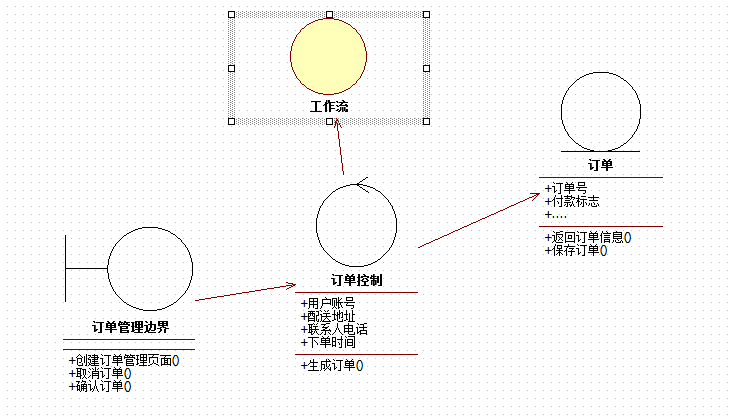 工作流
订单
+订单号
+付款标志
+....
+返回订单信息()
+保存订单()
订单控制
+用户账号
+配送地址
+联系人电话
+下单时间
+生成订单()
订单管理边界
+创建订单管理页面()
+取消订单()
+确认订单()